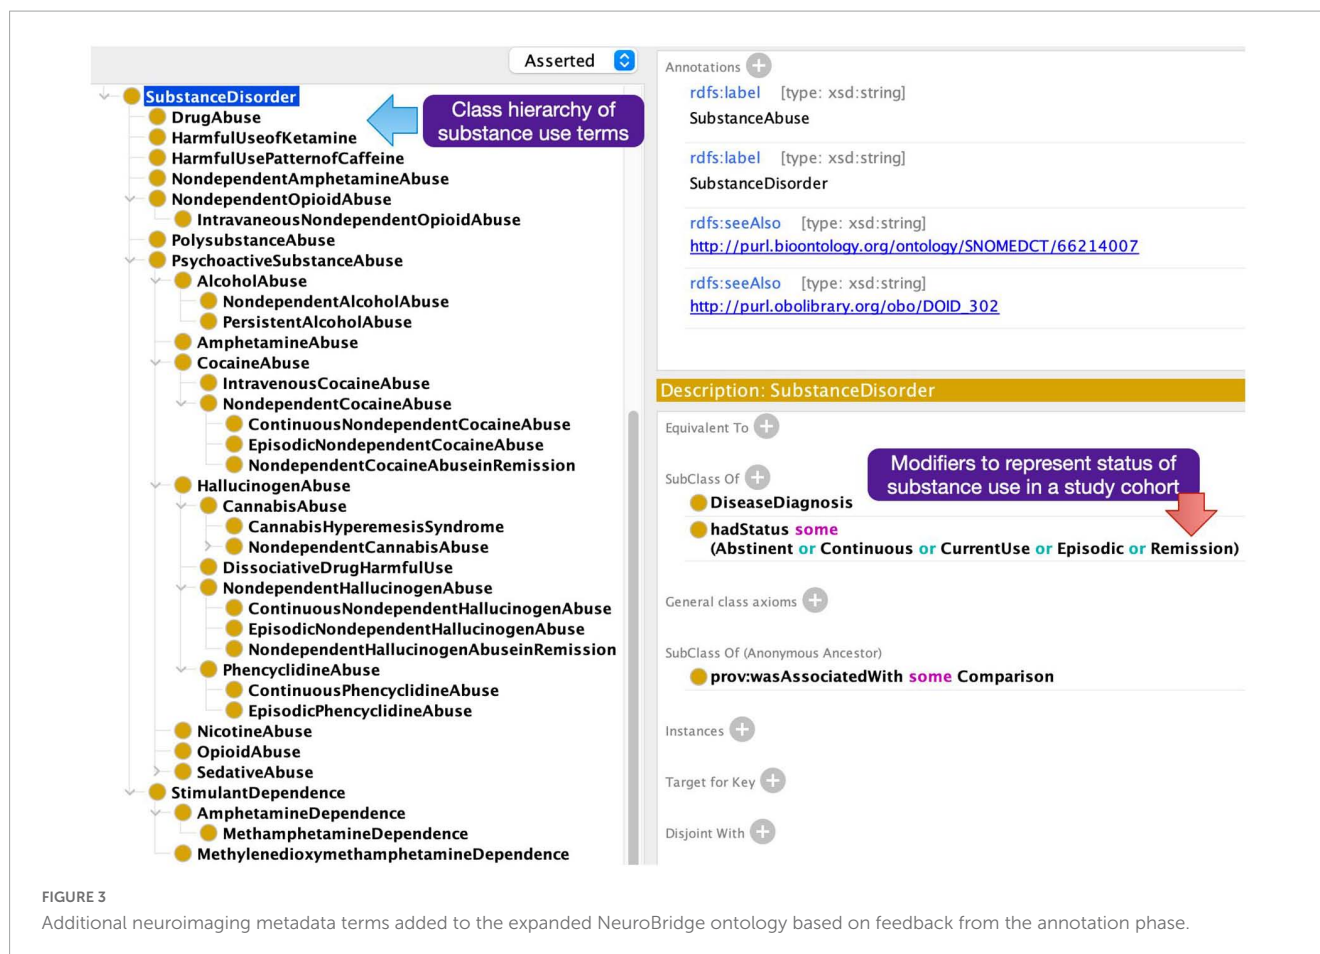 Asserted
SubstanceDisorder
DrugAbuse
HarmfulUseofKetamine
HarmfulUsePatternofCaffeine
NondependentAmphetamineAbuse
NondependentOpioidAbuse
IntravaneousNondependentOpioidAbuse
PolysubstanceAbuse
PsychoactiveSubstanceAbuse
AlcoholAbuse
NondependentAlcoholAbuse
PersistentAlcoholAbuse
AmphetamineAbuse
CocaineAbuse
IntravenousCocaineAbuse
NondependentCocaineAbuse
ContinuousNondependentCocaineAbuse
EpisodicNondependentCocaineAbuse
NondependentCocaineAbuseinRemission
HallucinogenAbuse
CannabisAbuse
CannabisHyperemesisSyndrome
NondependentCannabisAbuse
DissociativeDrugHarmfulUse
NondependentHallucinogenAbuse
ContinuousNondependentHallucinogenAbuse
EpisodicNondependentHallucinogenAbuse
NondependentHallucinogenAbuseinRemission
PhencyclidineAbuse
ContinuousPhencyclidineAbuse
EpisodicPhencyclidineAbuse
NicotineAbuse
OpioidAbuse
SedativeAbuse
StimulantDependence
AmphetamineDependence
MethamphetamineDependence
MethylenedioxymethamphetamineDependence
Class hierarchy of
substance use terms
Annotations
rdfs:label [type: xsd:string]
SubstanceAbuse
rdfs:label [type: xsd:string]
SubstanceDisorder
rdfs:seeAlso [type: xsd:string]
http://purl.bioontology.org/ontology/SNOMEDCT/66214007
rdfs:seeAlso [type: xsd:string]
http://purl.obolibrary.org/obo/DOID_302
Description: SubstanceDisorder
Equivalent To
Modifiers to represent status of
substance use in a study cohort
SubClass Of
DiseaseDiagnosis
hadStatus some
(Abstinent or Continuous or CurrentUse or Episodic or Remission)
General class axioms
SubClass Of (Anonymous Ancestor)
prov:wasAssociatedWith some Comparison
Instances
Target for Key
Disjoint With
FIGURE 3
Additional neuroimaging metadata terms added to the expanded NeuroBridge ontology based on feedback from the annotation phase.